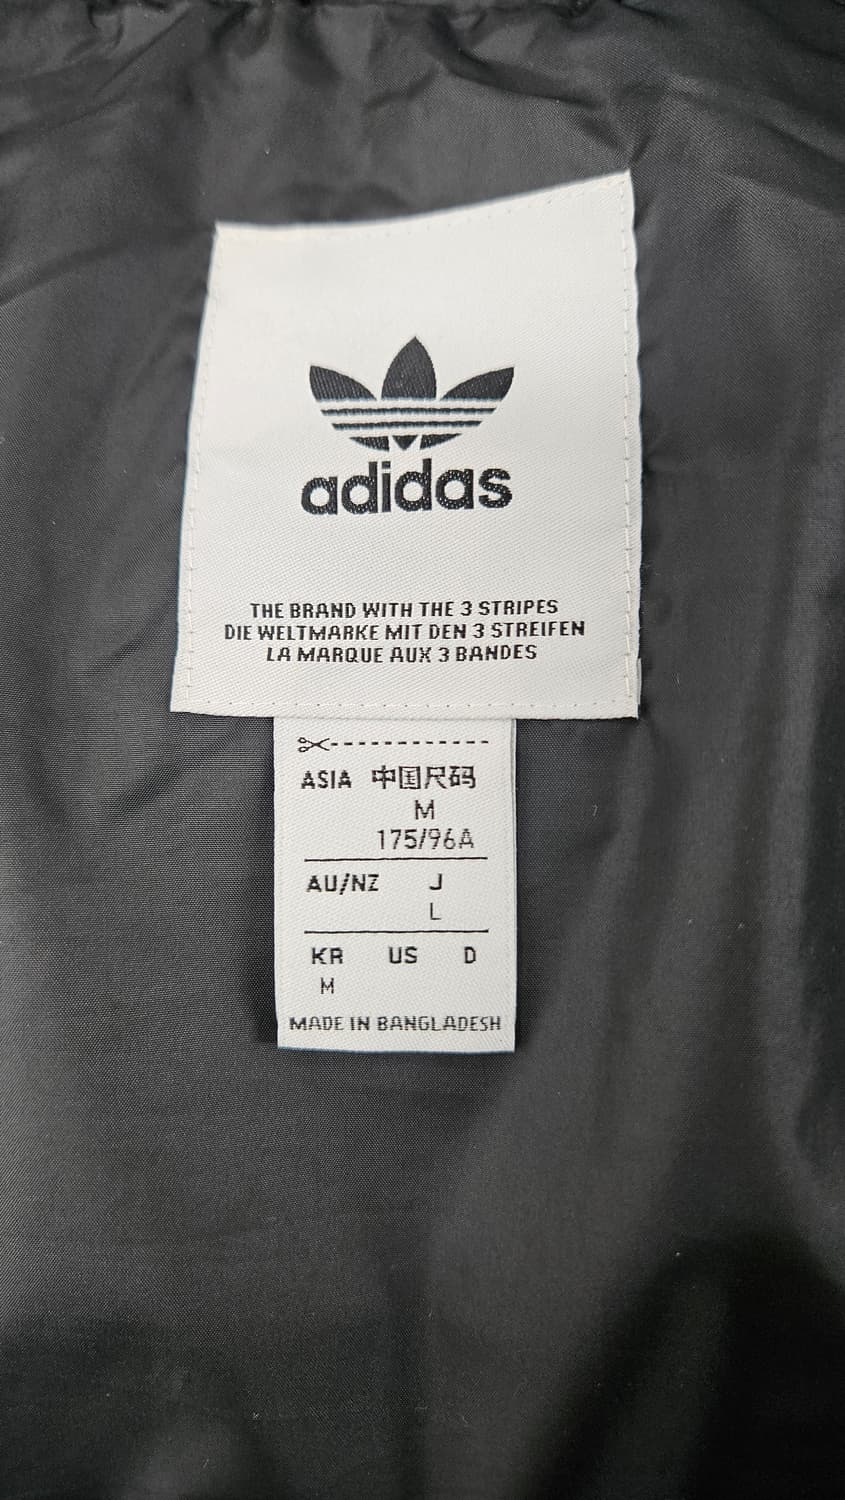 adidas
THE BRAND WITH THE 3 STRIPES
DIE WELTMARKE MIT DEN 3 STREIFEN
LA MARQUE AUX 3 BANDES
ASIA 中国尺码
M
175/96A
AU/NZ J
L
KR US D
M
MADE IN BANGLADESH